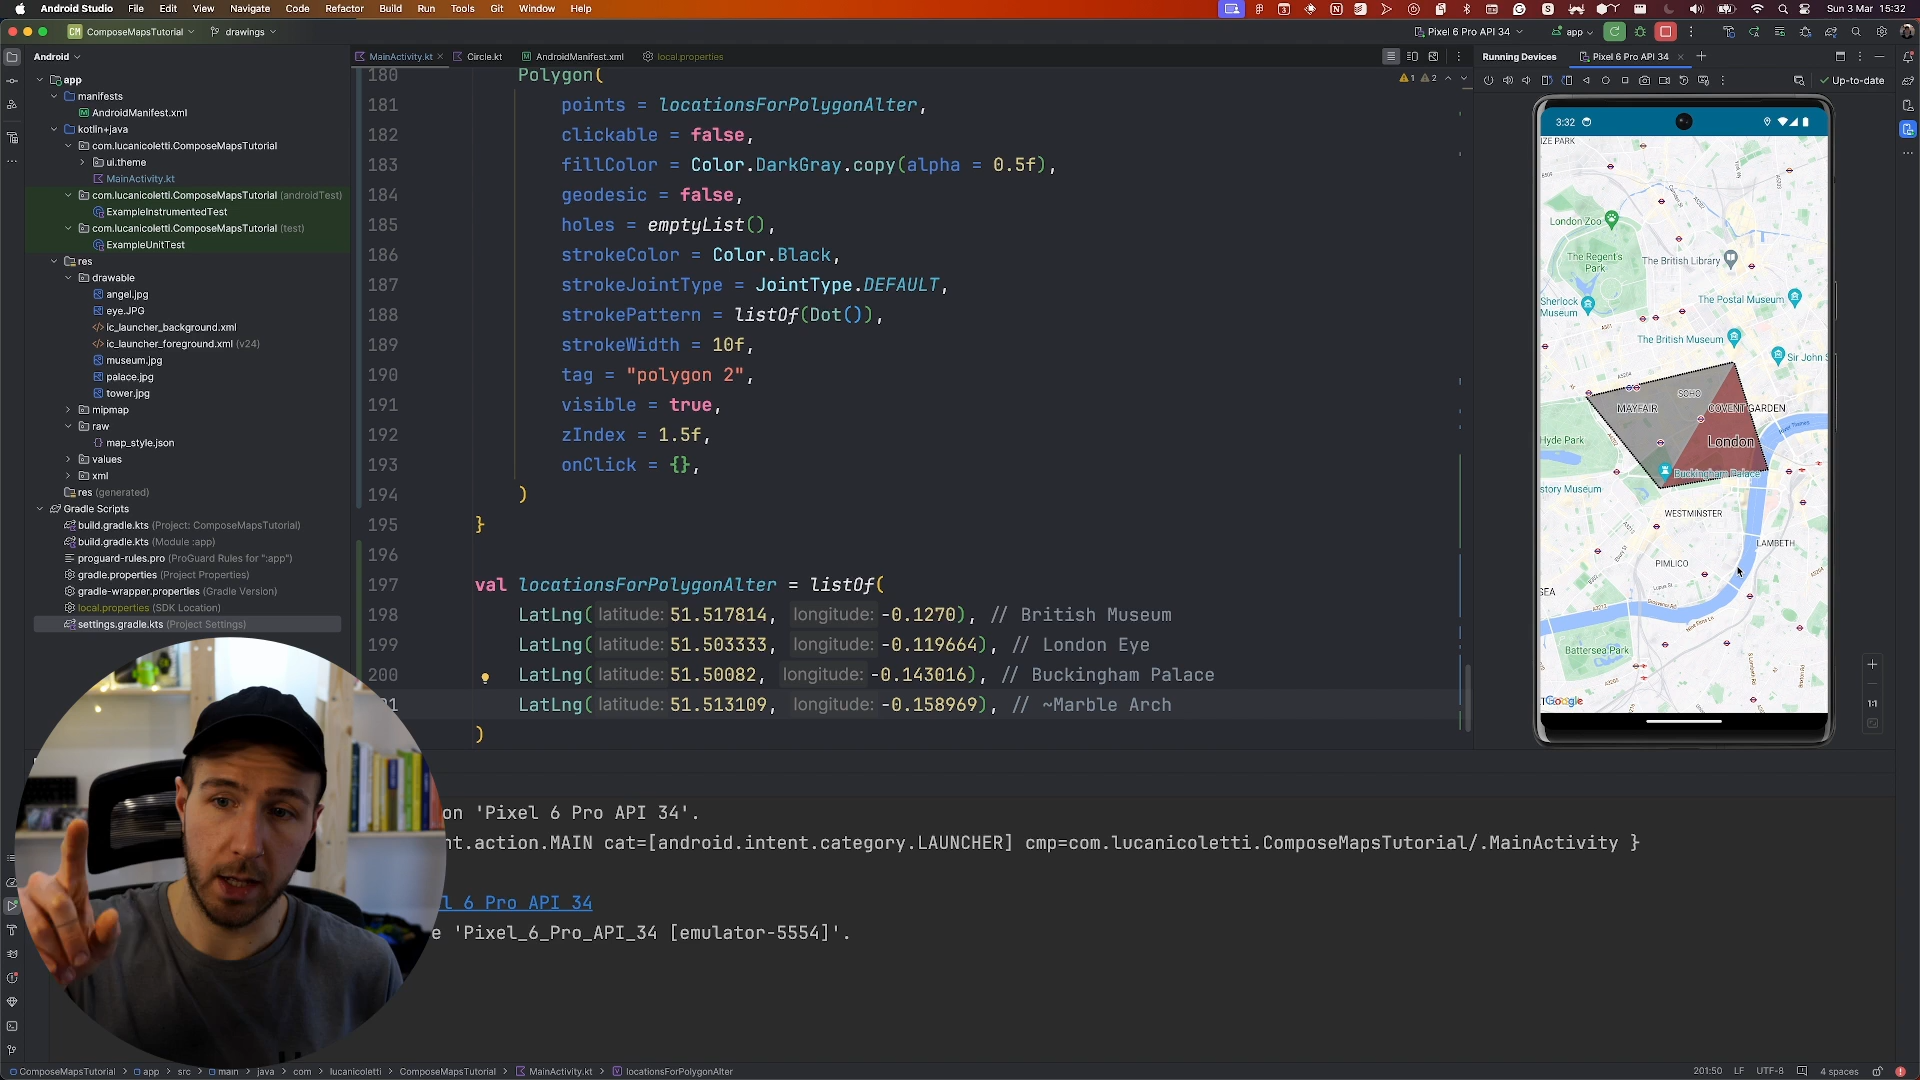 Android Studio File Edit View Navigate Code Refactor Build Run Tools Git Window Help
Sun 3 Mar 15:32
CM ComposeMapsTutorial drawings
Pixel 6 Pro API 34 app
Android
MainActivity.kt Circle.kt AndroidManifest.xml local.properties
Running Devices Pixel 6 Pro API 34
Up-to-date
app
manifests
AndroidManifest.xml
kotlin+java
com.lucanicoletti.ComposeMapsTutorial
ui.theme
MainActivity.kt
com.lucanicoletti.ComposeMapsTutorial (androidTest)
ExampleInstrumentedTest
com.lucanicoletti.ComposeMapsTutorial (test)
ExampleUnitTest
res
drawable
angel.jpg
eye.JPG
ic_launcher_background.xml
ic_launcher_foreground.xml (v24)
museum.jpg
palace.jpg
tower.jpg
mipmap
raw
map_style.json
values
xml
res (generated)
Gradle Scripts
build.gradle.kts (Project: ComposeMapsTutorial)
build.gradle.kts (Module :app)
proguard-rules.pro (ProGuard Rules for ":app")
gradle.properties (Project Properties)
gradle-wrapper.properties (Gradle Version)
local.properties (SDK Location)
settings.gradle.kts (Project Settings)
180 Polygon(
181 points = locationsForPolygonAlter,
182 clickable = false,
183 fillColor = Color.DarkGray.copy(alpha = 0.5f),
184 geodesic = false,
185 holes = emptyList(),
186 strokeColor = Color.Black,
187 strokeJointType = JointType.DEFAULT,
188 strokePattern = listOf(Dot()),
189 strokeWidth = 10f,
190 tag = "polygon 2",
191 visible = true,
192 zIndex = 1.5f,
193 onClick = {},
194 )
195 }
196
197 val locationsForPolygonAlter = listOf(
198 LatLng( latitude: 51.517814, longitude: -0.1270), // British Museum
199 LatLng( latitude: 51.503333, longitude: -0.119664), // London Eye
200 LatLng( latitude: 51.50082, longitude: -0.143016), // Buckingham Palace
01 LatLng( latitude: 51.513109, longitude: -0.158969), // ~Marble Arch
)
1 2
on 'Pixel 6 Pro API 34'.
nt.action.MAIN cat=[android.intent.category.LAUNCHER] cmp=com.lucanicoletti.ComposeMapsTutorial/.MainActivity }
l 6 Pro API 34
e 'Pixel_6_Pro_API_34 [emulator-5554]'.
3:32
IZE PARK
London Zoo
The Regent's
Park
The British Library
Sherlock
Museum
The Postal Museum
The British Museum
Sir John S
SOHO
MAYFAIR
COVENT GARDEN
London
Hyde Park
Buckingham Palace
story Museum
WESTMINSTER
LAMBETH
PIMLICO
SEA
Battersea Park
Google
1:1
ComposeMapsTutorial app src main java com lucanicoletti ComposeMapsTutorial MainActivity.kt locationsForPolygonAlter
201:50 LF UTF-8 4 spaces